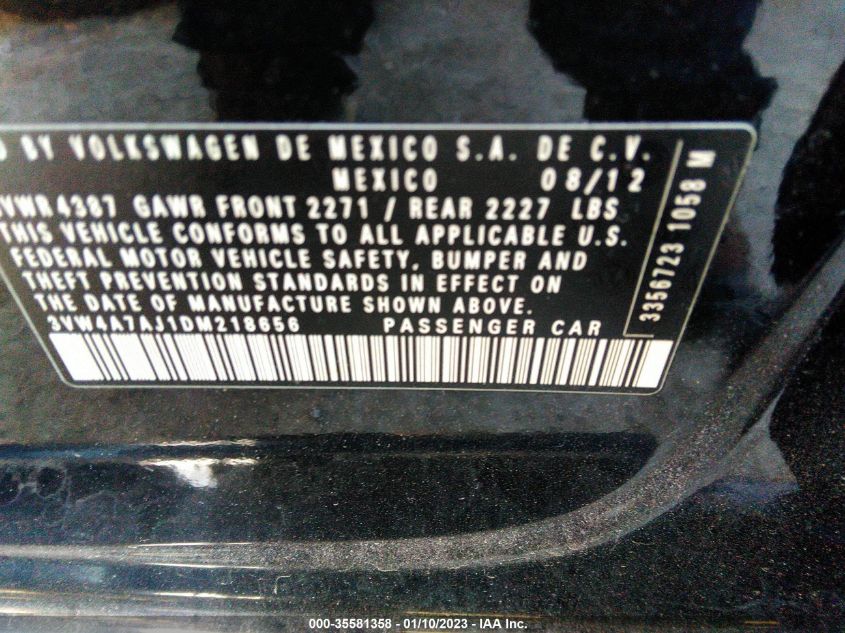 D BY VOLKSWAGEN DE MEXICO S.A. DE C.V.
MEXICO 08/12
VWR 4387 GAWR FRONT 2271 / REAR 2227 LBS
THIS VEHICLE CONFORMS TO ALL APPLICABLE U.S.
FEDERAL MOTOR VEHICLE SAFETY, BUMPER AND
THEFT PREVENTION STANDARDS IN EFFECT ON
THE DATE OF MANUFACTURE SHOWN ABOVE.
3VW4A7AJ1DM218656 PASSENGER CAR
3356723 1058 M
000-35581358 - 01/10/2023 - IAA Inc.